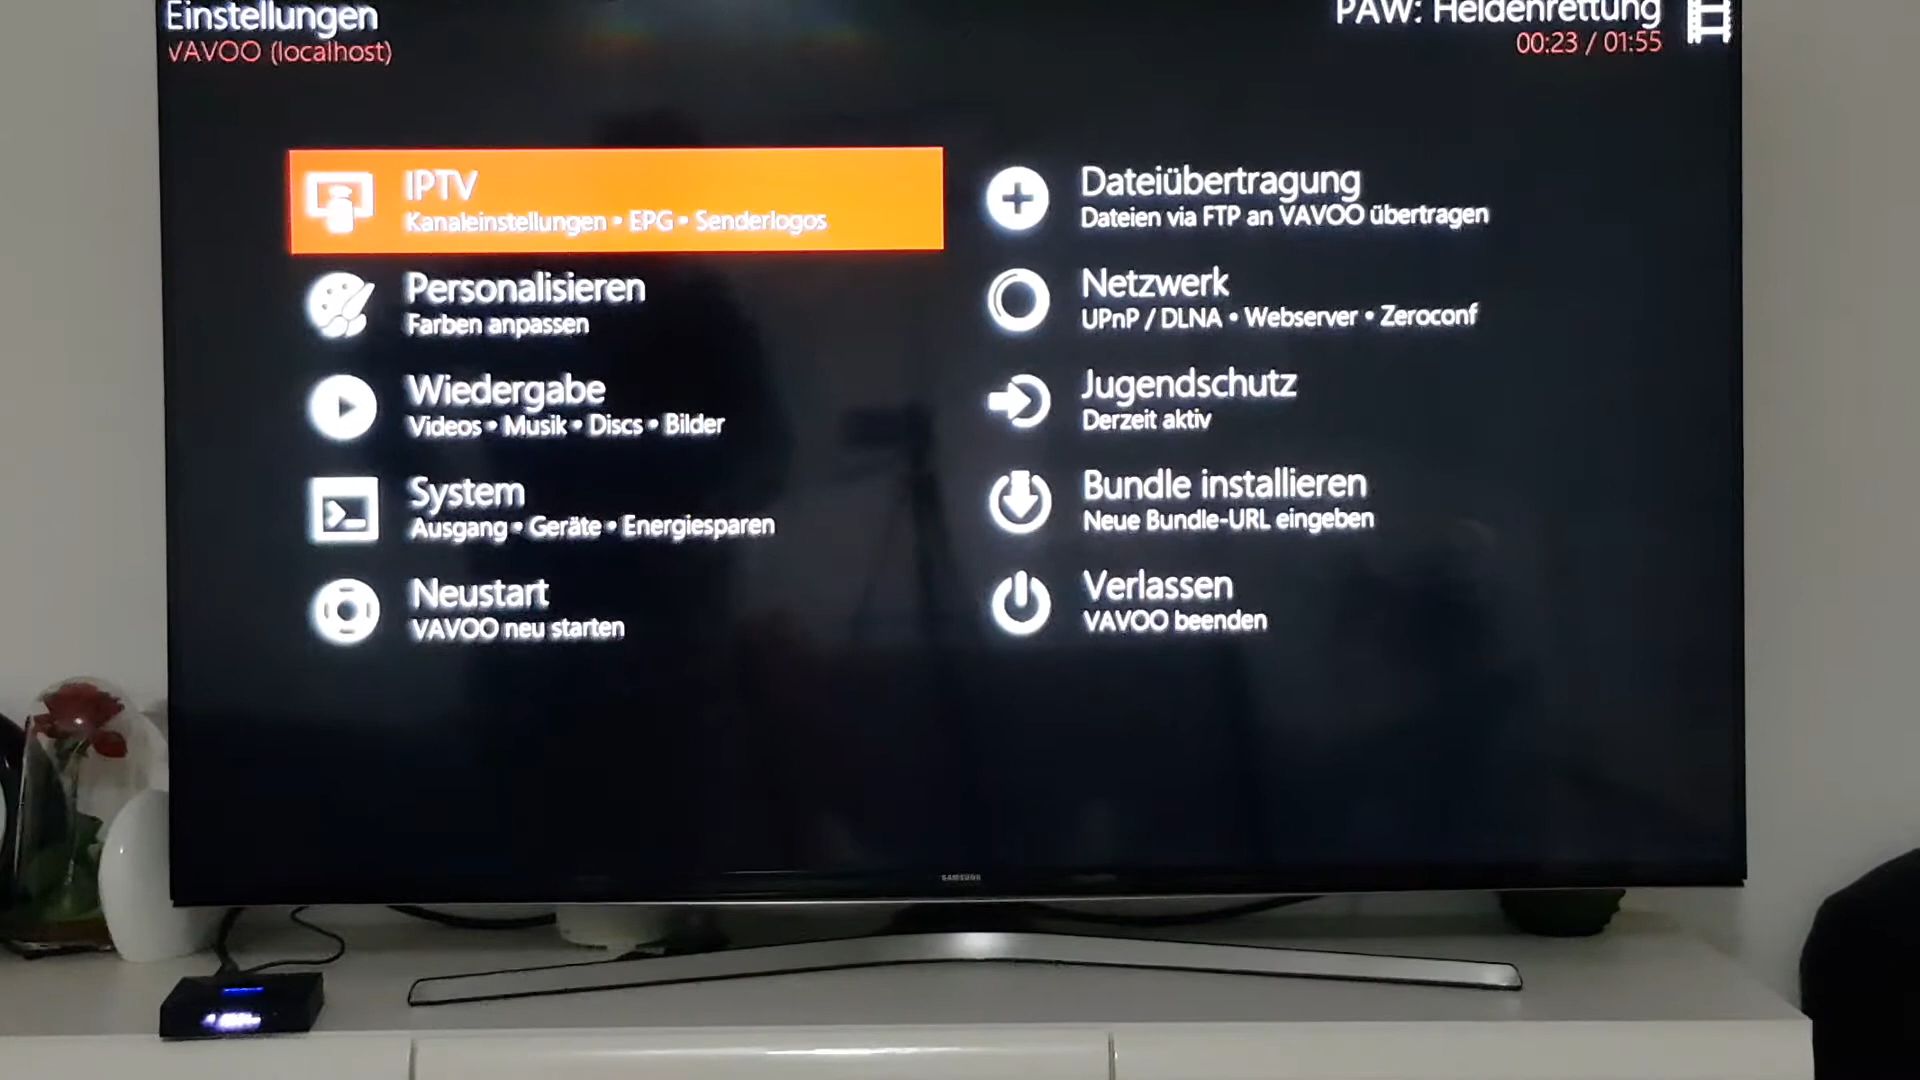 Einstellungen
VAVOO (localhost)
PAW: Heldenrettung
00:23 / 01:55
IPTV
Kanaleinstellungen • EPG • Senderlogos
Personalisieren
Farben anpassen
Wiedergabe
Videos • Musik • Discs • Bilder
System
Ausgang • Geräte • Energiesparen
Neustart
VAVOO neu starten
Dateiübertragung
Dateien via FTP an VAVOO übertragen
Netzwerk
UPnP / DLNA • Webserver • Zeroconf
Jugendschutz
Derzeit aktiv
Bundle installieren
Neue Bundle-URL eingeben
Verlassen
VAVOO beenden
SAMSUNG